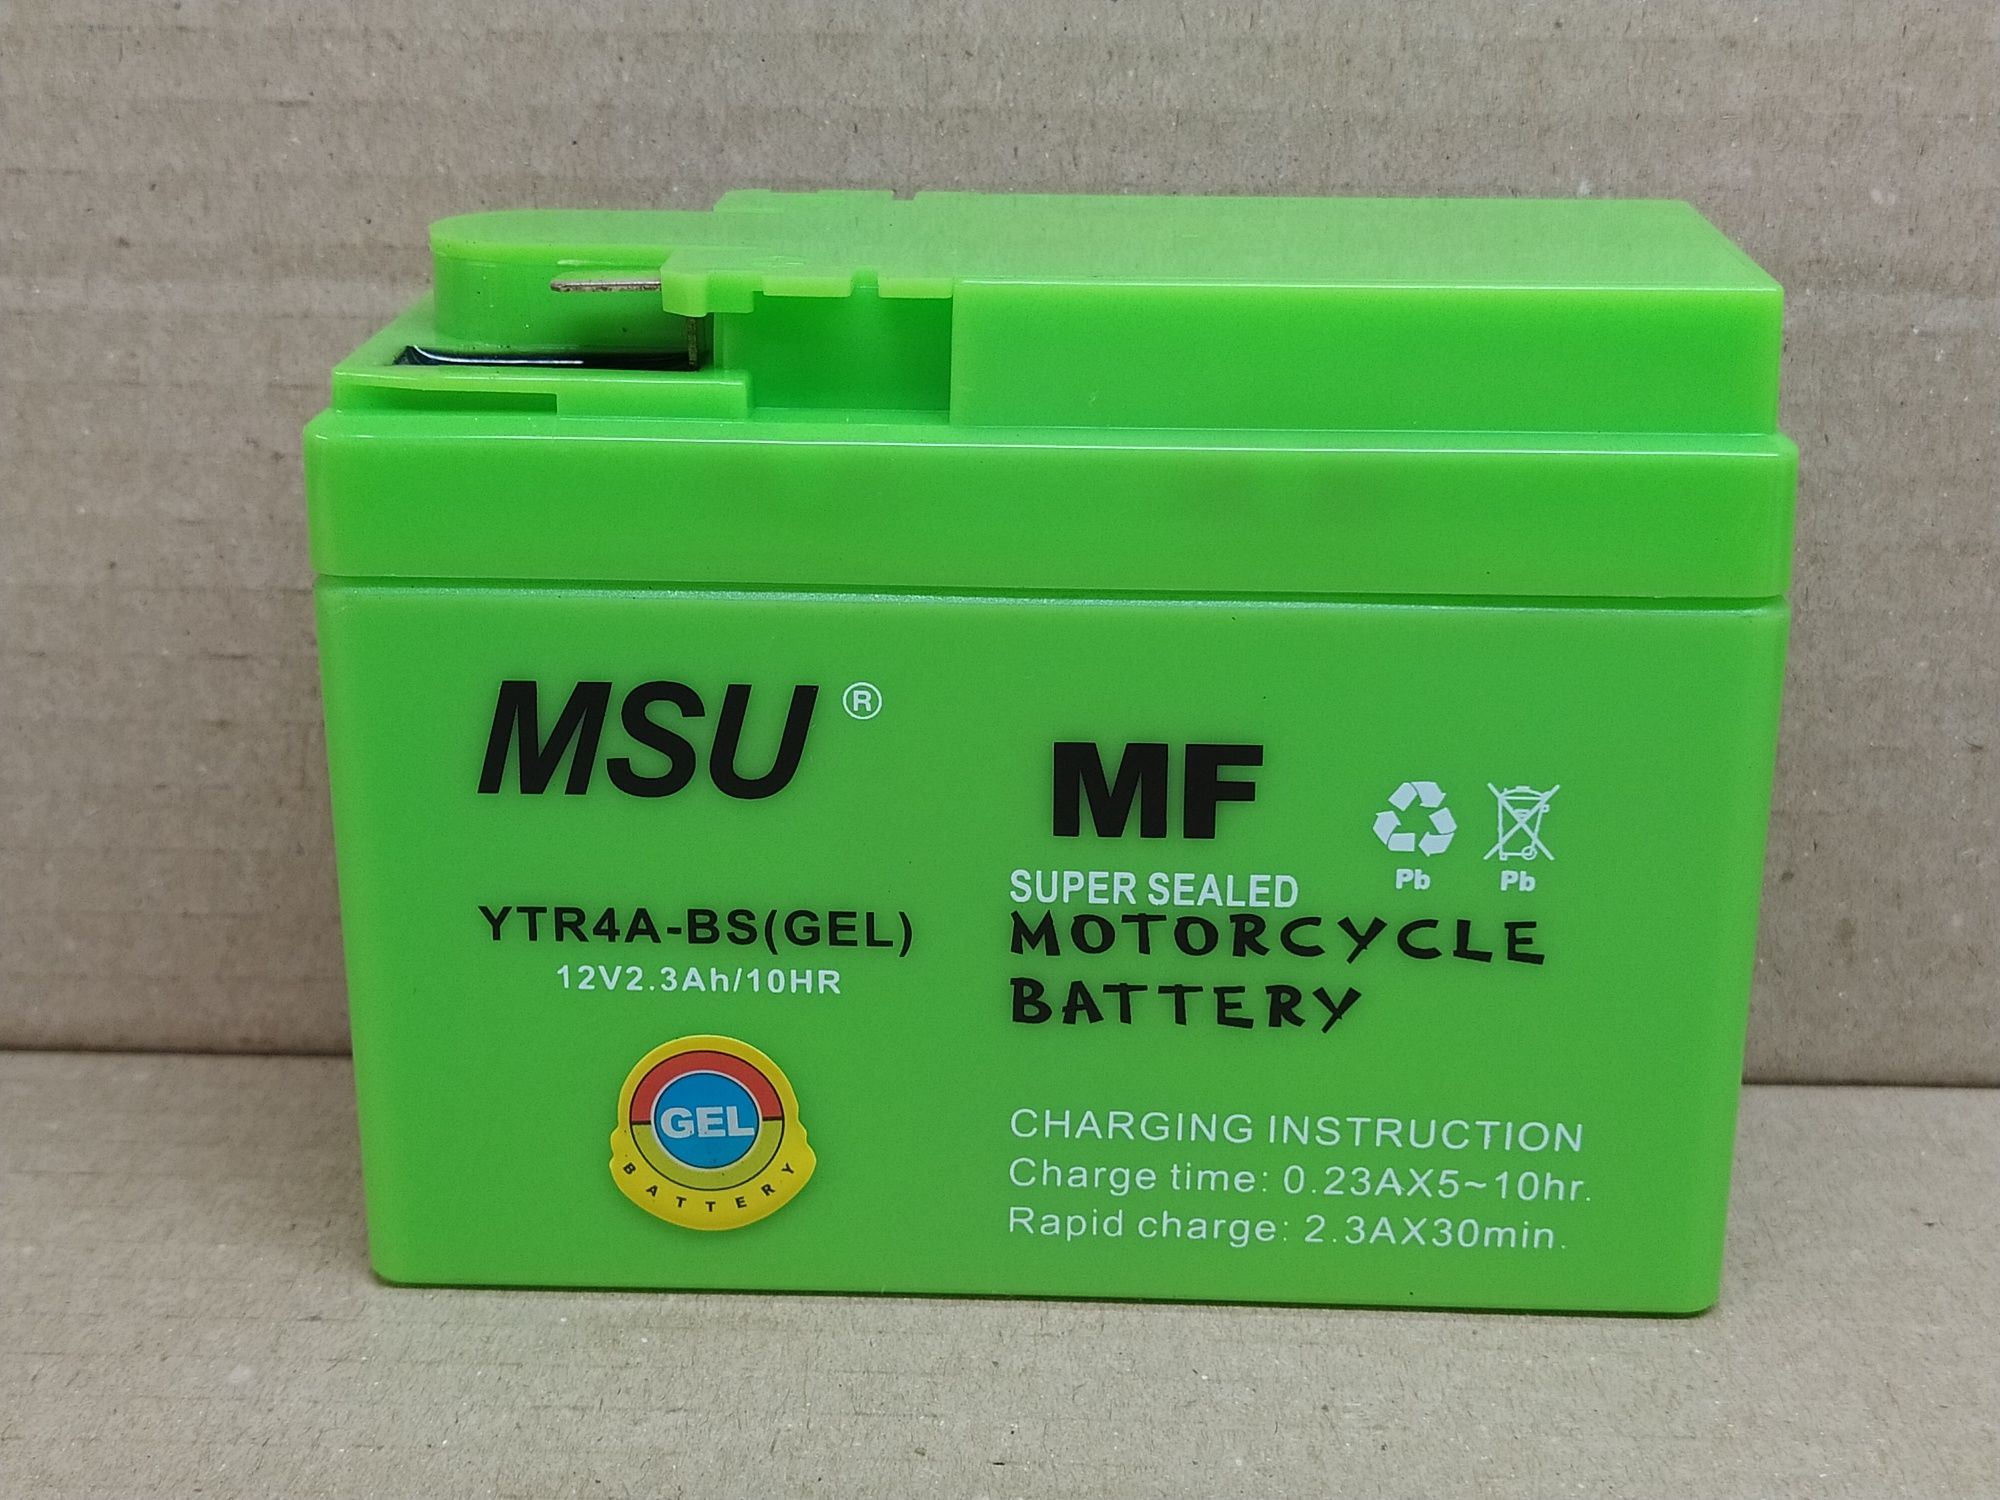 MSU ®
YTR4A-BS(GEL)
12V2.3Ah/10HR
GEL
BATTERY
MF
Pb Pb
SUPER SEALED
MOTORCYCLE
BATTERY
CHARGING INSTRUCTION
Charge time: 0.23AX5~10hr.
Rapid charge: 2.3AX30min.